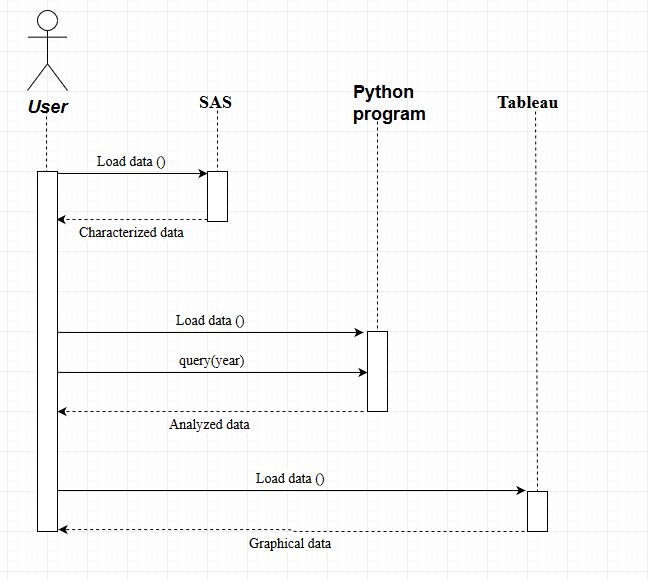 User
SAS
Python
program
Tableau
Load data ()
Characterized data
Load data ()
query(year)
Analyzed data
Load data ()
Graphical data